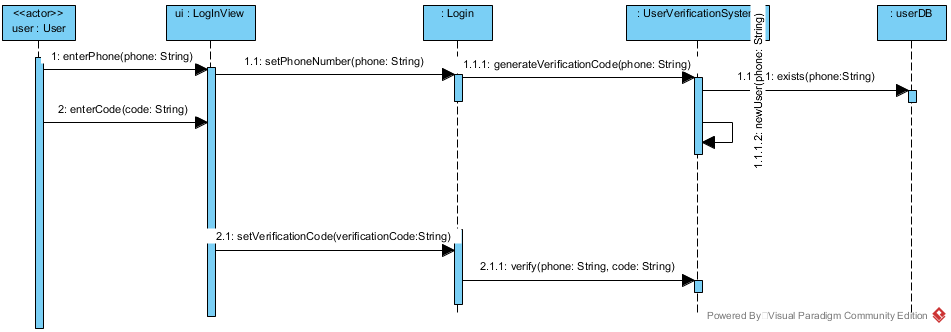 <<actor>>
user : User
ui : LogInView
: Login
: UserVerificationSystem
: userDB
1: enterPhone(phone: String)
1.1: setPhoneNumber(phone: String)
1.1.1: generateVerificationCode(phone: String)
1: exists(phone:String)
2: enterCode(code: String)
1.1.1.2: newUser(phone: String)
2.1: setVerificationCode(verificationCode:String)
2.1.1: verify(phone: String, code: String)
Powered By Visual Paradigm Community Edition